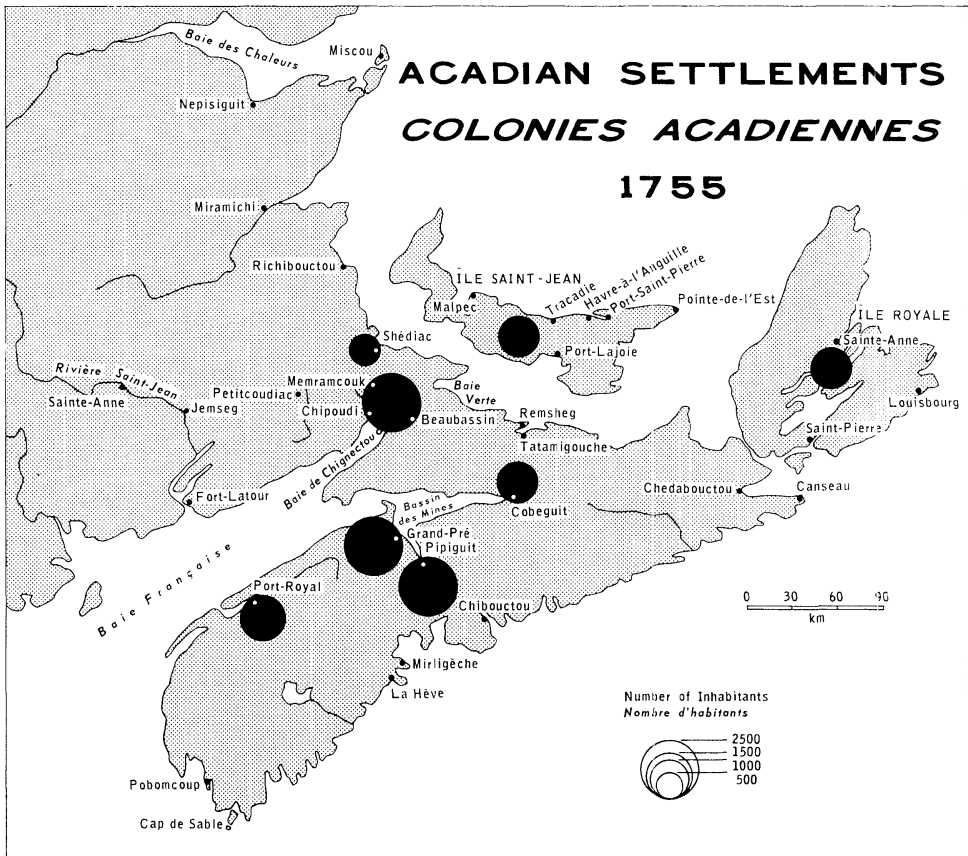 ACADIAN SETTLEMENTS
COLONIES ACADIENNES
1755
Baie des Chaleurs
Miscou
Nepisiguit
Miramichi
Richibouctou
ÎLE SAINT-JEAN
Malpec
Tracadie
Havre-à-l'Anguille
Port-Saint-Pierre
Pointe-de-l'Est
Port-Lajoie
ÎLE ROYALE
Sainte-Anne
Louisbourg
Saint-Pierre
Shédiac
Rivière Saint-Jean
Sainte-Anne
Jemseg
Petitcoudiac
Memramcouk
Chipoudi
Beaubassin
Baie
Verte
Remsheg
Tatamigouche
Baie de Chignectou
Fort-Latour
Bassin
des Mines
Cobeguit
Chedabouctou
Canseau
Grand-Pré
Pipiguit
Baie Française
Port-Royal
Chibouctou
0 30 60 90
km
Mirligèche
La Hève
Pobomcoup
Cap de Sable
Number of Inhabitants
Nombre d'habitants
2500
1500
1000
500